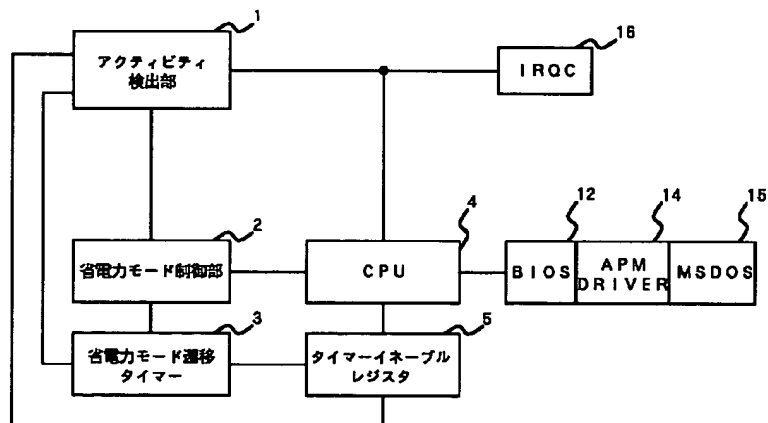 1
アクティビティ
検出部
16
IRQC
2
省電力モード制御部
4
CPU
12
14
15
BIOS
APM
DRIVER
MSDOS
3
省電力モード遷移
タイマー
5
タイマーイネーブル
レジスタ